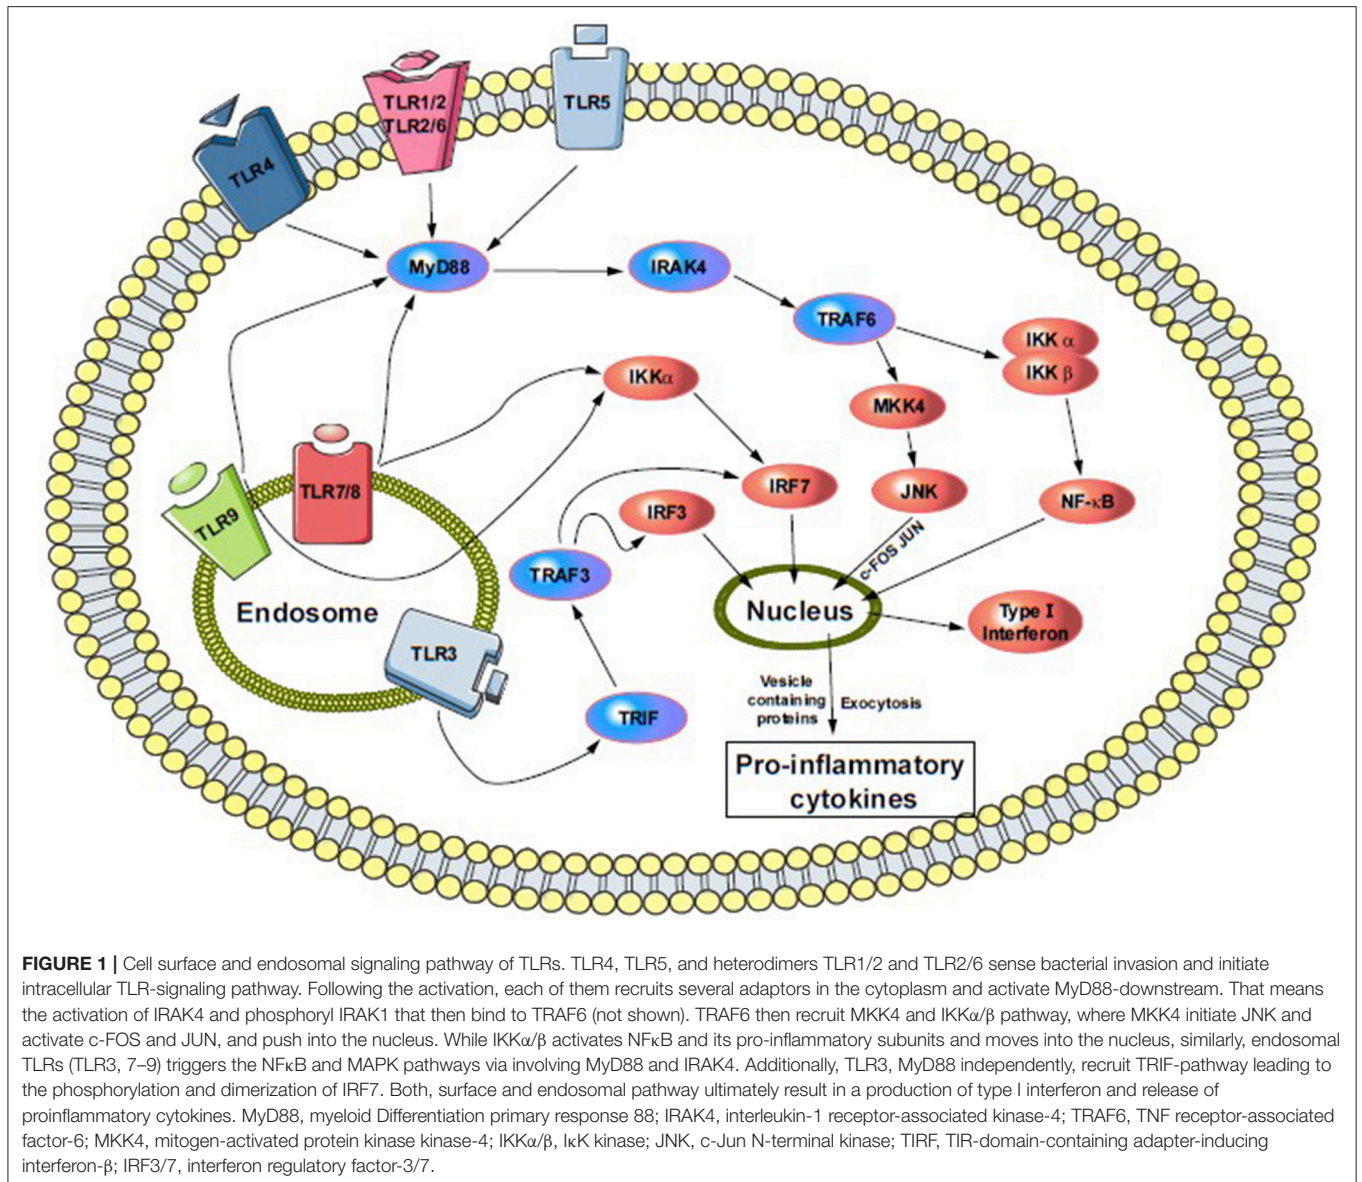 TLR5
TLR1/2
TLR2/6
TLR4
MyD88
IRAK4
TRAF6
IKK α
IKK β
IKKα
MKK4
TLR7/8
IRF7
JNK
NF-κB
TLR9
IRF3
c-FOS JUN
TRAF3
Endosome
Nucleus
Type I
Interferon
TLR3
Vesicle
containing
proteins
Exocytosis
TRIF
Pro-inflammatory
cytokines
FIGURE 1 | Cell surface and endosomal signaling pathway of TLRs. TLR4, TLR5, and heterodimers TLR1/2 and TLR2/6 sense bacterial invasion and initiate
intracellular TLR-signaling pathway. Following the activation, each of them recruits several adaptors in the cytoplasm and activate MyD88-downstream. That means
the activation of IRAK4 and phosphoryl IRAK1 that then bind to TRAF6 (not shown). TRAF6 then recruit MKK4 and IKKα/β pathway, where MKK4 initiate JNK and
activate c-FOS and JUN, and push into the nucleus. While IKKα/β activates NFκB and its pro-inflammatory subunits and moves into the nucleus, similarly, endosomal
TLRs (TLR3, 7–9) triggers the NFκB and MAPK pathways via involving MyD88 and IRAK4. Additionally, TLR3, MyD88 independently, recruit TRIF-pathway leading to
the phosphorylation and dimerization of IRF7. Both, surface and endosomal pathway ultimately result in a production of type I interferon and release of
proinflammatory cytokines. MyD88, myeloid Differentiation primary response 88; IRAK4, interleukin-1 receptor-associated kinase-4; TRAF6, TNF receptor-associated
factor-6; MKK4, mitogen-activated protein kinase kinase-4; IKKα/β, IκK kinase; JNK, c-Jun N-terminal kinase; TIRF, TIR-domain-containing adapter-inducing
interferon-β; IRF3/7, interferon regulatory factor-3/7.